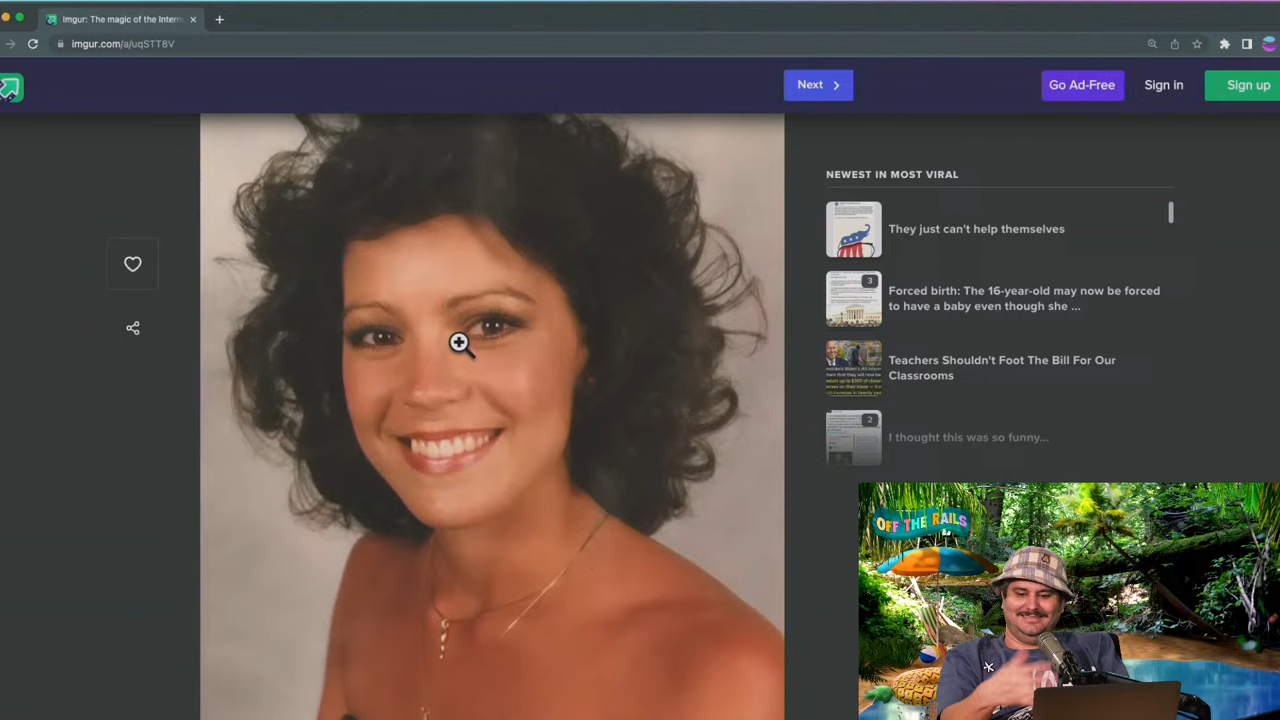 Imgur: The magic of the Intern
imgur.com/a/uqSTT8V
Next
Go Ad-Free
Sign in
Sign up
NEWEST IN MOST VIRAL
They just can't help themselves
3
Forced birth: The 16-year-old may now be forced
to have a baby even though she ...
Teachers Shouldn't Foot The Bill For Our
Classrooms
2
I thought this was so funny...
OFF THE RAILS